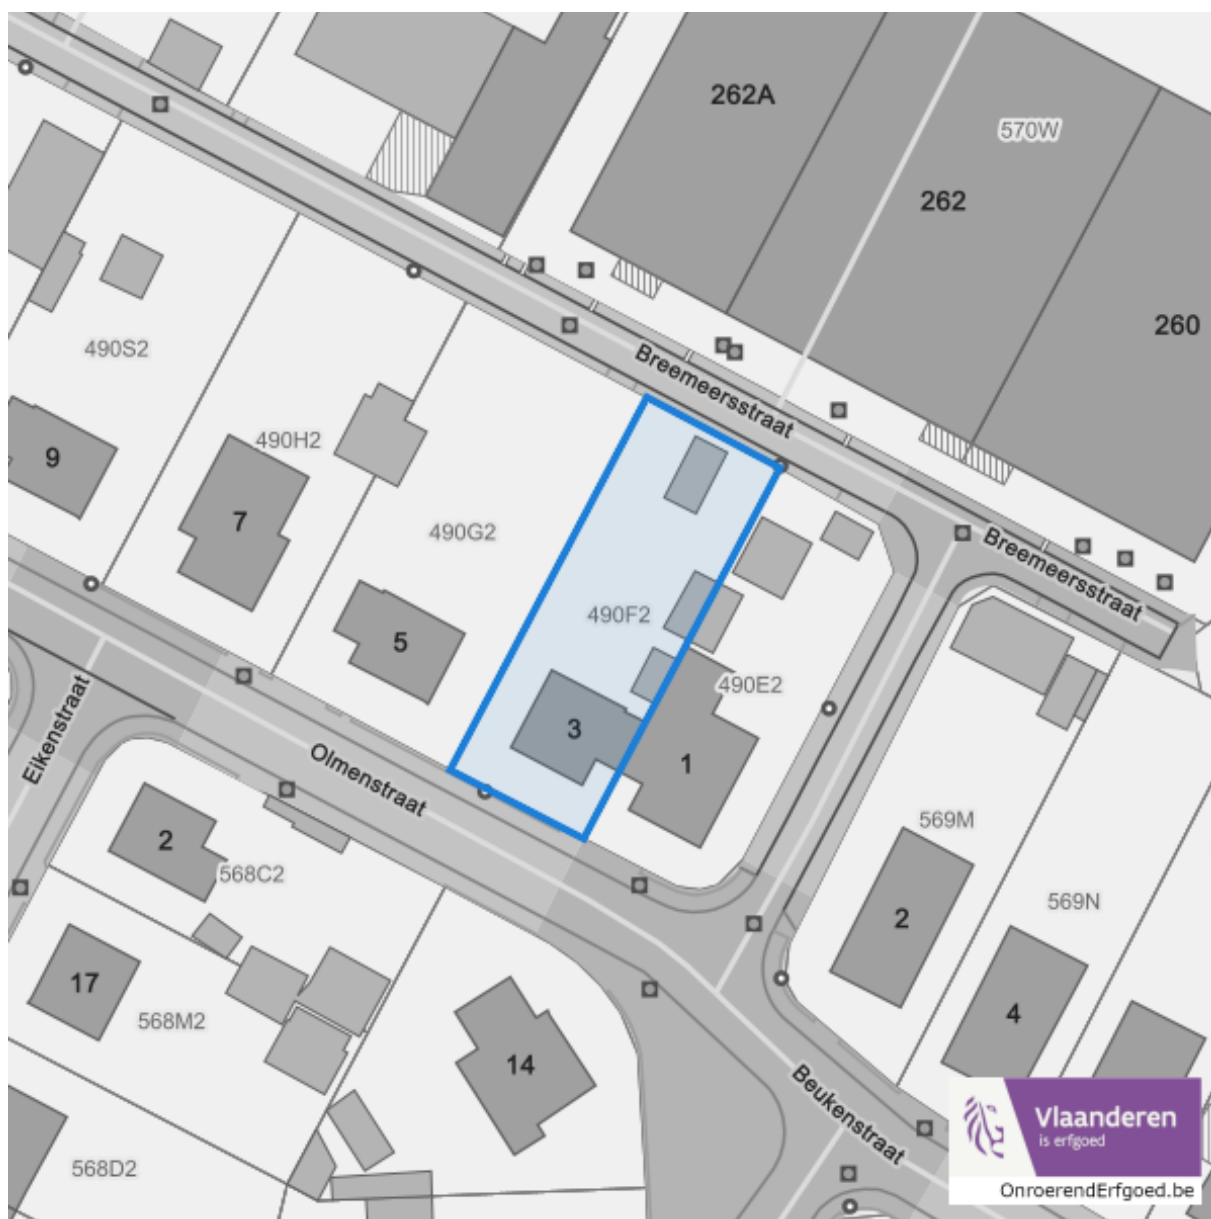 262A
570W
262
260
Breemeersstraat
490S2
9
490H2
7
490G2
5
490F2
3
490E2
1
Breemeersstraat
Eikenstraat
Olmenstraat
2
568C2
17
568M2
14
568D2
569M
2
569N
4
Beukenstraat
Vlaanderen
is erfgoed
OnroerendErfgoed.be